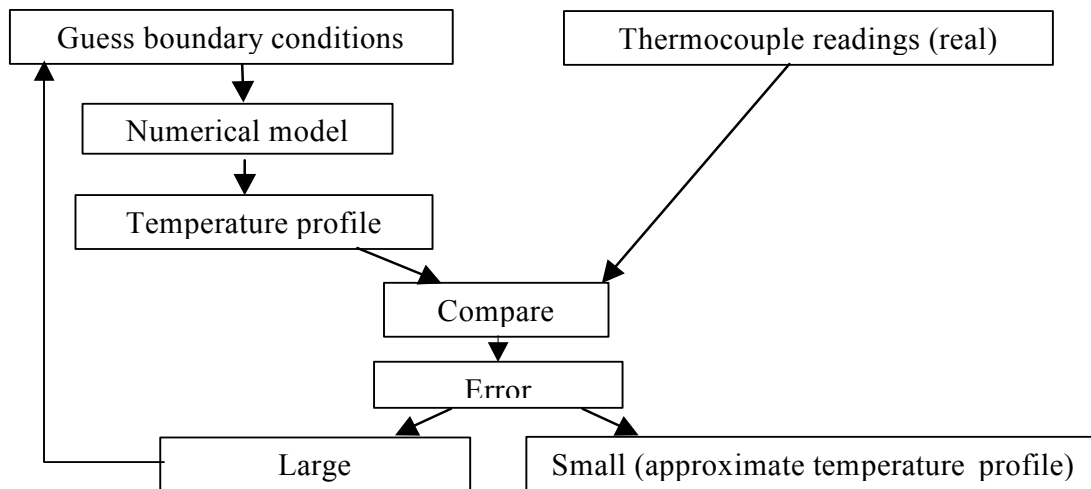 Guess boundary conditions
Thermocouple readings (real)
Numerical model
Temperature profile
Compare
Error
Large
Small (approximate temperature profile)